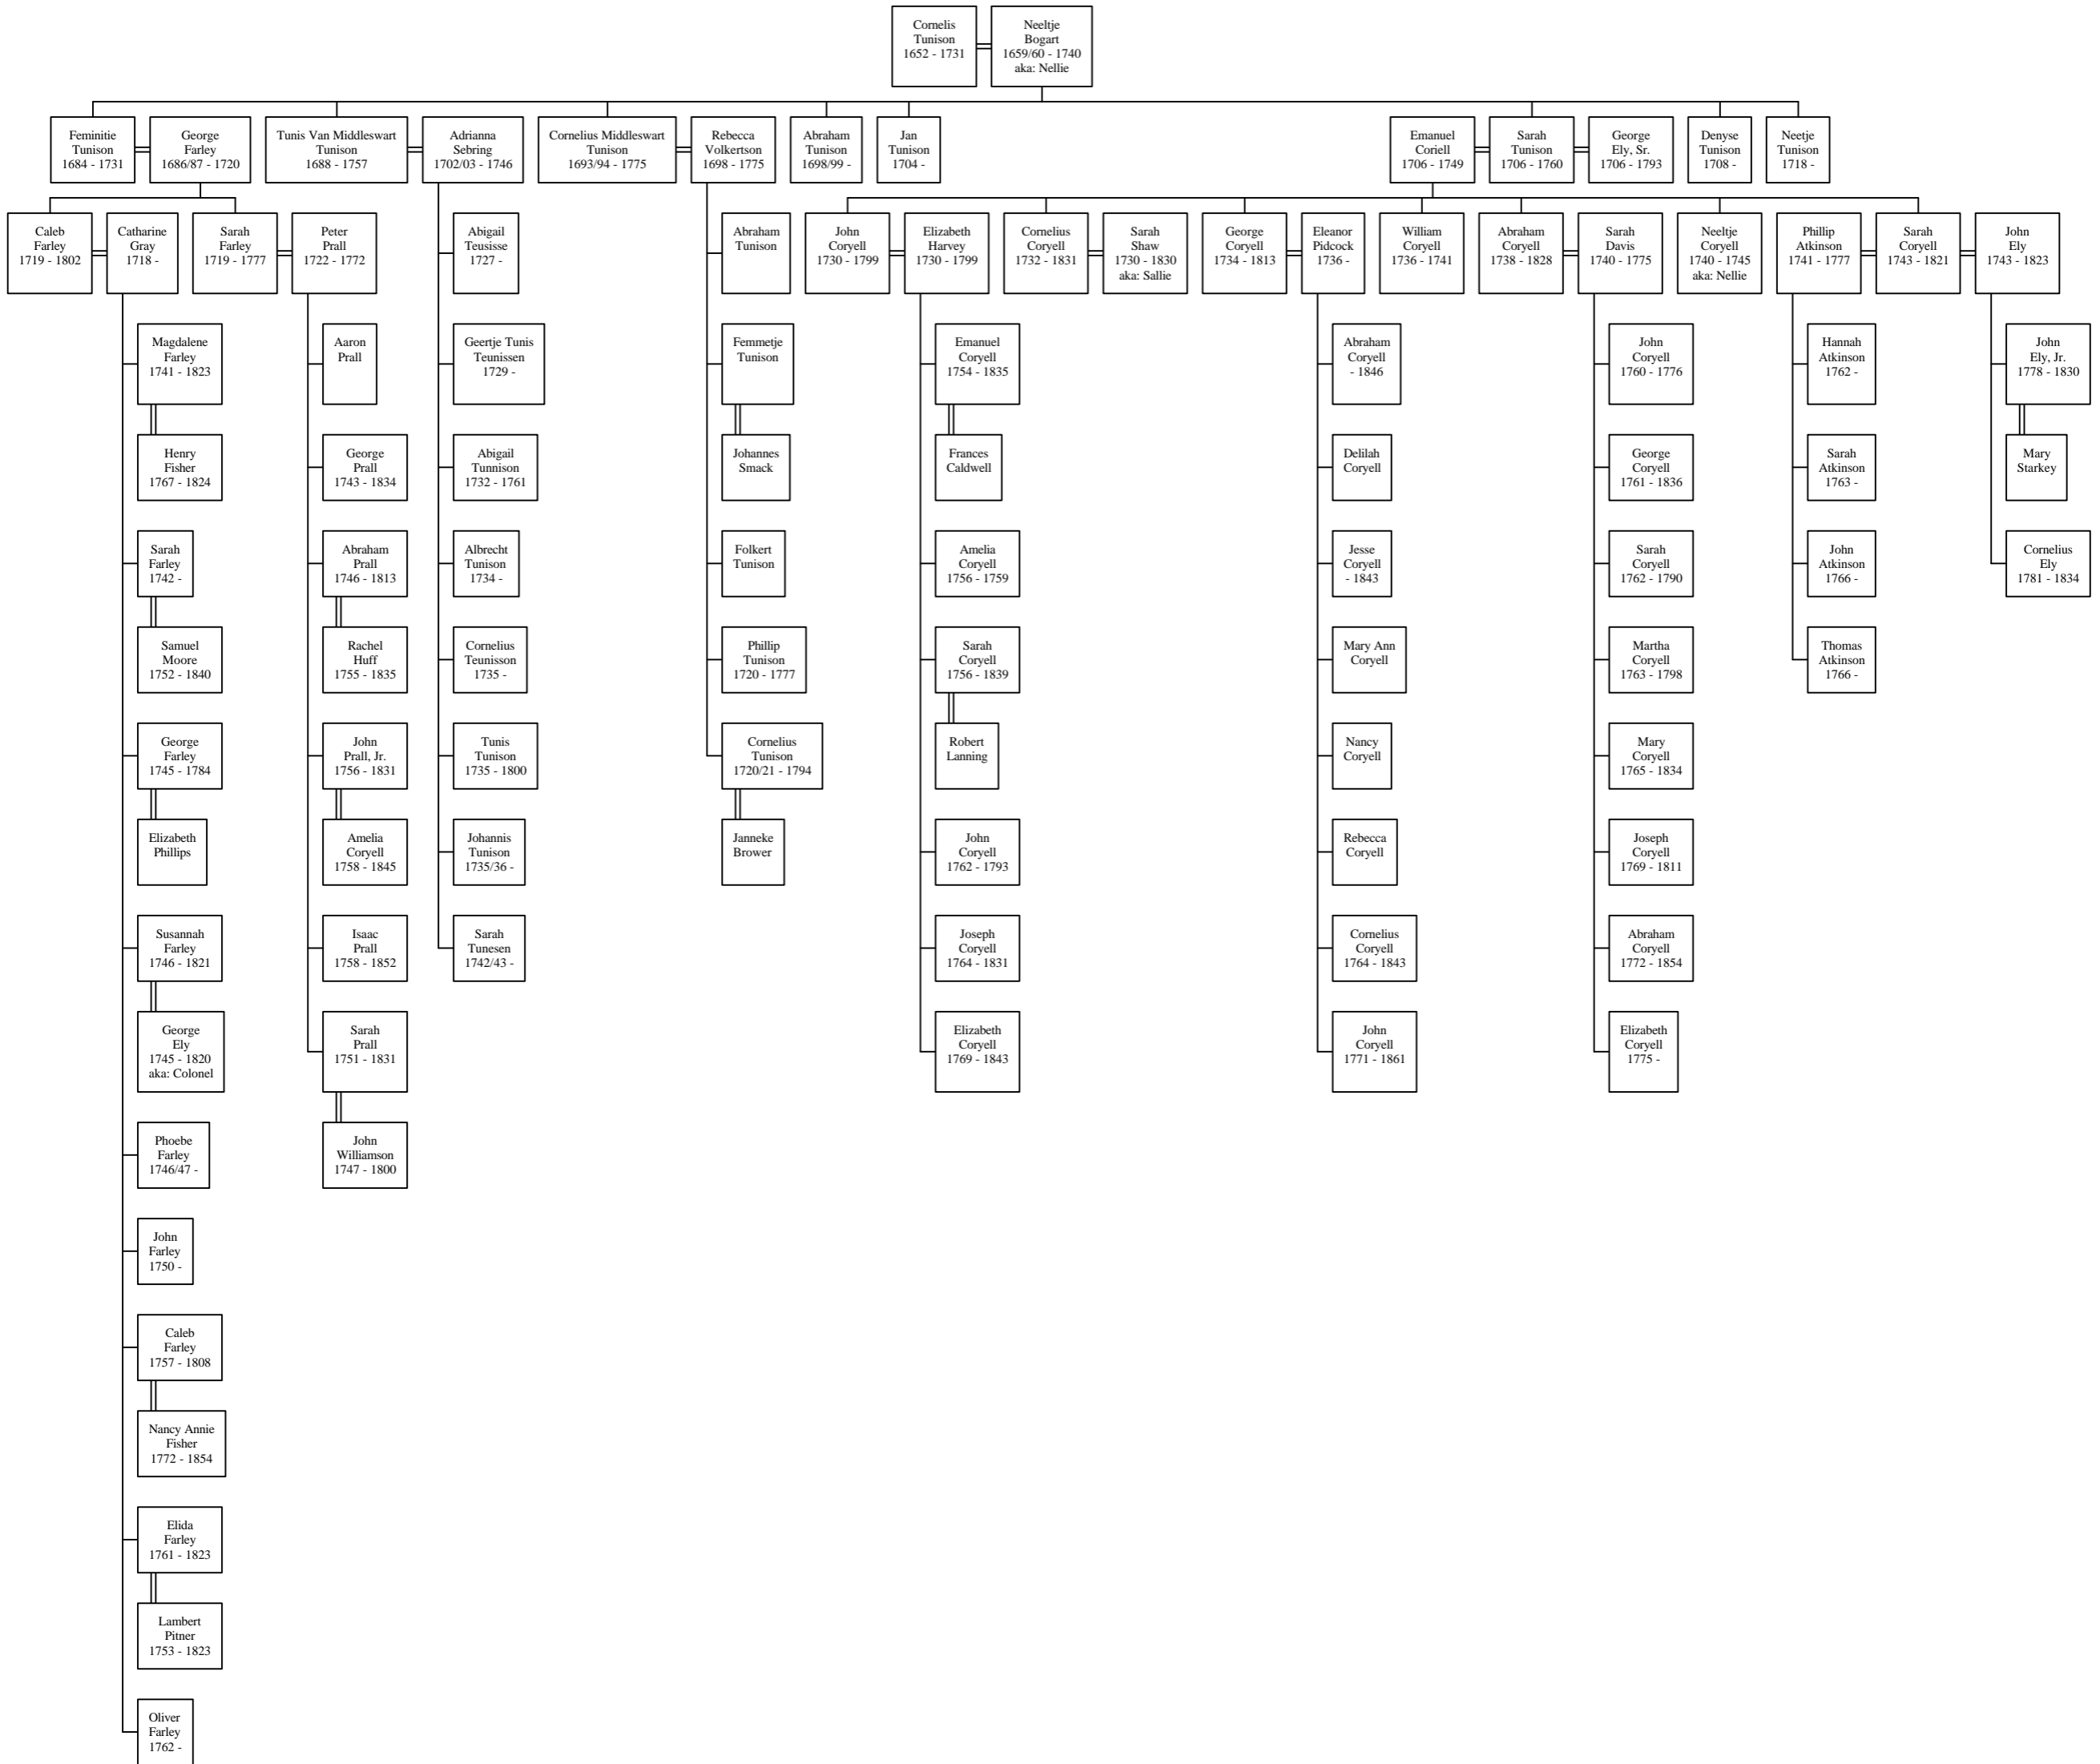 Cornelis
Tunison
1652 - 1731
Neeltje
Bogart
1659/60 - 1740
aka: Nellie
Feminitie
Tunison
1684 - 1731
George
Farley
1686/87 - 1720
Tunis Van Middleswart
Tunison
1688 - 1757
Adrianna
Sebring
1702/03 - 1746
Cornelius Middleswart
Tunison
1693/94 - 1775
Rebecca
Volkertson
1698 - 1775
Abraham
Tunison
1698/99 -
Jan
Tunison
1704 -
Emanuel
Coriell
1706 - 1749
Sarah
Tunison
1706 - 1760
George
Ely, Sr.
1706 - 1793
Denyse
Tunison
1708 -
Neetje
Tunison
1718 -
Caleb
Farley
1719 - 1802
Catharine
Gray
1718 -
Sarah
Farley
1719 - 1777
Peter
Prall
1722 - 1772
Abigail
Teusisse
1727 -
Abraham
Tunison
John
Coryell
1730 - 1799
Elizabeth
Harvey
1730 - 1799
Cornelius
Coryell
1732 - 1831
Sarah
Shaw
1730 - 1830
aka: Sallie
George
Coryell
1734 - 1813
Eleanor
Pidcock
1736 -
William
Coryell
1736 - 1741
Abraham
Coryell
1738 - 1828
Sarah
Davis
1740 - 1775
Neeltje
Coryell
1740 - 1745
aka: Nellie
Phillip
Atkinson
1741 - 1777
Sarah
Coryell
1743 - 1821
John
Ely
1743 - 1823
Magdalene
Farley
1741 - 1823
Aaron
Prall
Geertje Tunis
Teunissen
1729 -
Femmetje
Tunison
Emanuel
Coryell
1754 - 1835
Abraham
Coryell
- 1846
John
Coryell
1760 - 1776
Hannah
Atkinson
1762 -
John
Ely, Jr.
1778 - 1830
Henry
Fisher
1767 - 1824
George
Prall
1743 - 1834
Abigail
Tunnison
1732 - 1761
Johannes
Smack
Frances
Caldwell
Delilah
Coryell
George
Coryell
1761 - 1836
Sarah
Atkinson
1763 -
Mary
Starkey
Sarah
Farley
1742 -
Abraham
Prall
1746 - 1813
Albrecht
Tunison
1734 -
Folkert
Tunison
Amelia
Coryell
1756 - 1759
Jesse
Coryell
- 1843
Sarah
Coryell
1762 - 1790
John
Atkinson
1766 -
Cornelius
Ely
1781 - 1834
Samuel
Moore
1752 - 1840
Rachel
Huff
1755 - 1835
Cornelius
Teunisson
1735 -
Phillip
Tunison
1720 - 1777
Sarah
Coryell
1756 - 1839
Mary Ann
Coryell
Martha
Coryell
1763 - 1798
Thomas
Atkinson
1766 -
George
Farley
1745 - 1784
John
Prall, Jr.
1756 - 1831
Tunis
Tunison
1735 - 1800
Cornelius
Tunison
1720/21 - 1794
Robert
Lanning
Nancy
Coryell
Mary
Coryell
1765 - 1834
Elizabeth
Phillips
Amelia
Coryell
1758 - 1845
Johannis
Tunison
1735/36 -
Janneke
Brower
John
Coryell
1762 - 1793
Rebecca
Coryell
Joseph
Coryell
1769 - 1811
Susannah
Farley
1746 - 1821
Isaac
Prall
1758 - 1852
Sarah
Tunesen
1742/43 -
Joseph
Coryell
1764 - 1831
Cornelius
Coryell
1764 - 1843
Abraham
Coryell
1772 - 1854
George
Ely
1745 - 1820
aka: Colonel
Sarah
Prall
1751 - 1831
Elizabeth
Coryell
1769 - 1843
John
Coryell
1771 - 1861
Elizabeth
Coryell
1775 -
Phoebe
Farley
1746/47 -
John
Williamson
1747 - 1800
John
Farley
1750 -
Caleb
Farley
1757 - 1808
Nancy Annie
Fisher
1772 - 1854
Elida
Farley
1761 - 1823
Lambert
Pitner
1753 - 1823
Oliver
Farley
1762 -